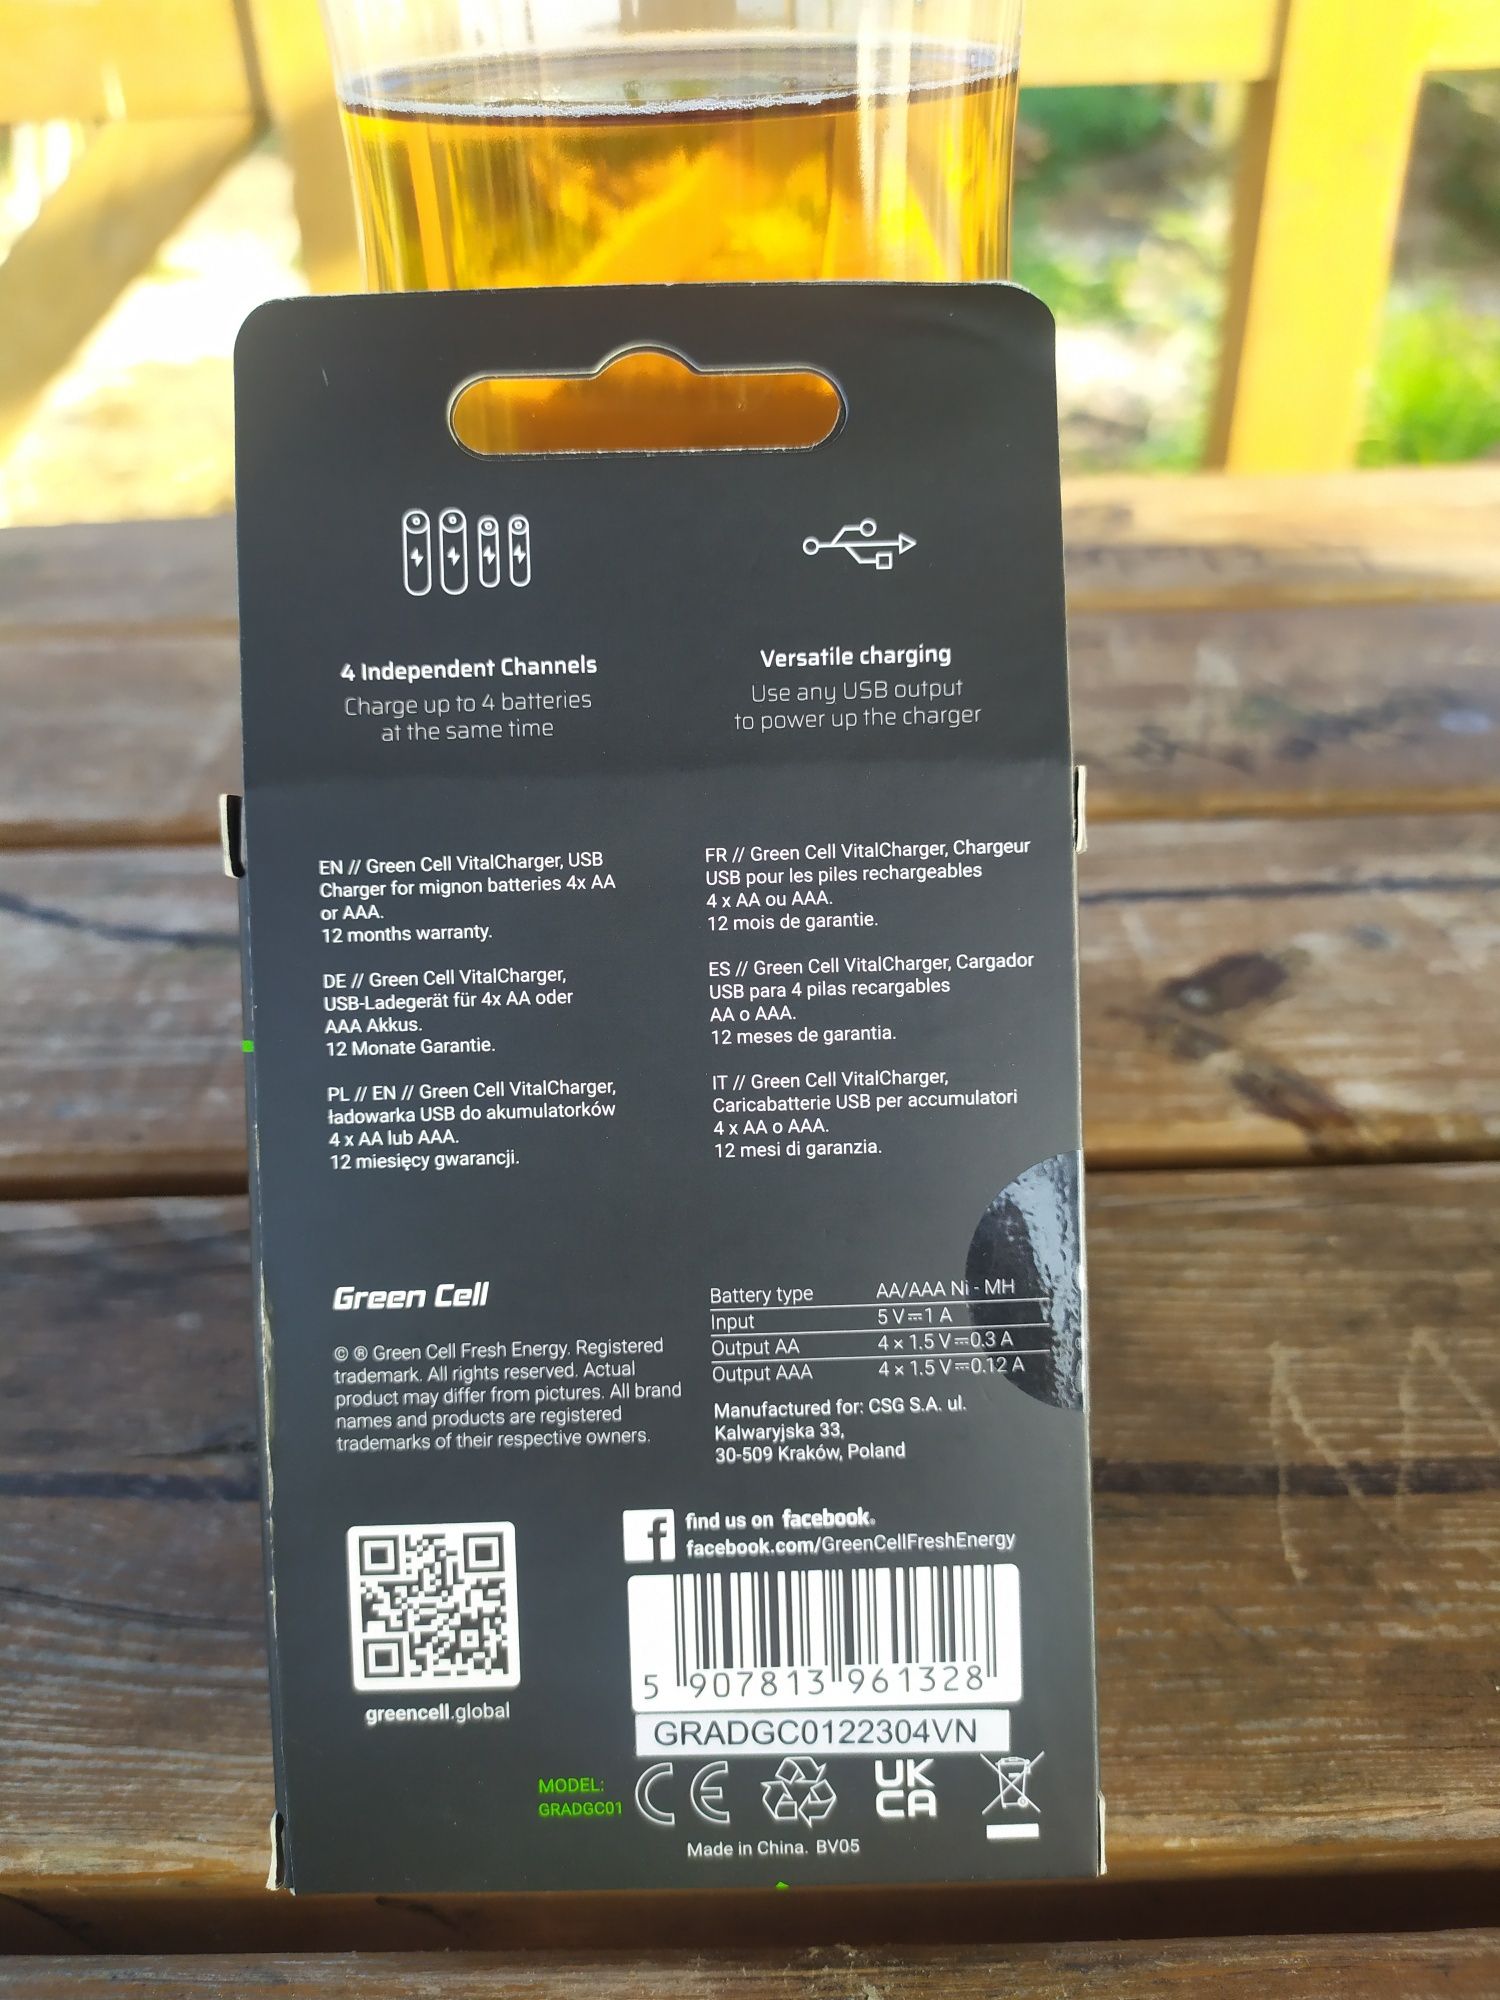 4 Independent Channels
Charge up to 4 batteries
at the same time
Versatile charging
Use any USB output
to power up the charger
EN // Green Cell VitalCharger, USB
Charger for mignon batteries 4x AA
or AAA.
12 months warranty.
DE // Green Cell VitalCharger,
USB-Ladegerät für 4x AA oder
AAA Akkus.
12 Monate Garantie.
PL // EN // Green Cell VitalCharger,
ładowarka USB do akumulatorków
4 x AA lub AAA.
12 miesięcy gwarancji.
FR // Green Cell VitalCharger, Chargeur
USB pour les piles rechargeables
4 x AA ou AAA.
12 mois de garantie.
ES // Green Cell VitalCharger, Cargador
USB para 4 pilas recargables
AA o AAA.
12 meses de garantia.
IT // Green Cell VitalCharger,
Caricabatterie USB per accumulatori
4 x AA o AAA.
12 mesi di garanzia.
Green Cell
© ® Green Cell Fresh Energy. Registered
trademark. All rights reserved. Actual
product may differ from pictures. All brand
names and products are registered
trademarks of their respective owners.
Battery type AA/AAA Ni - MH
Input 5 V⎓1 A
Output AA 4 × 1.5 V⎓0.3 A
Output AAA 4 × 1.5 V⎓0.12 A
Manufactured for: CSG S.A. ul.
Kalwaryjska 33,
30-509 Kraków, Poland
greencell.global
f find us on facebook.
facebook.com/GreenCellFreshEnergy
5 907813 961328
GRADGC0122304VN
MODEL:
GRADGC01
CE
UK
CA
Made in China. BV05